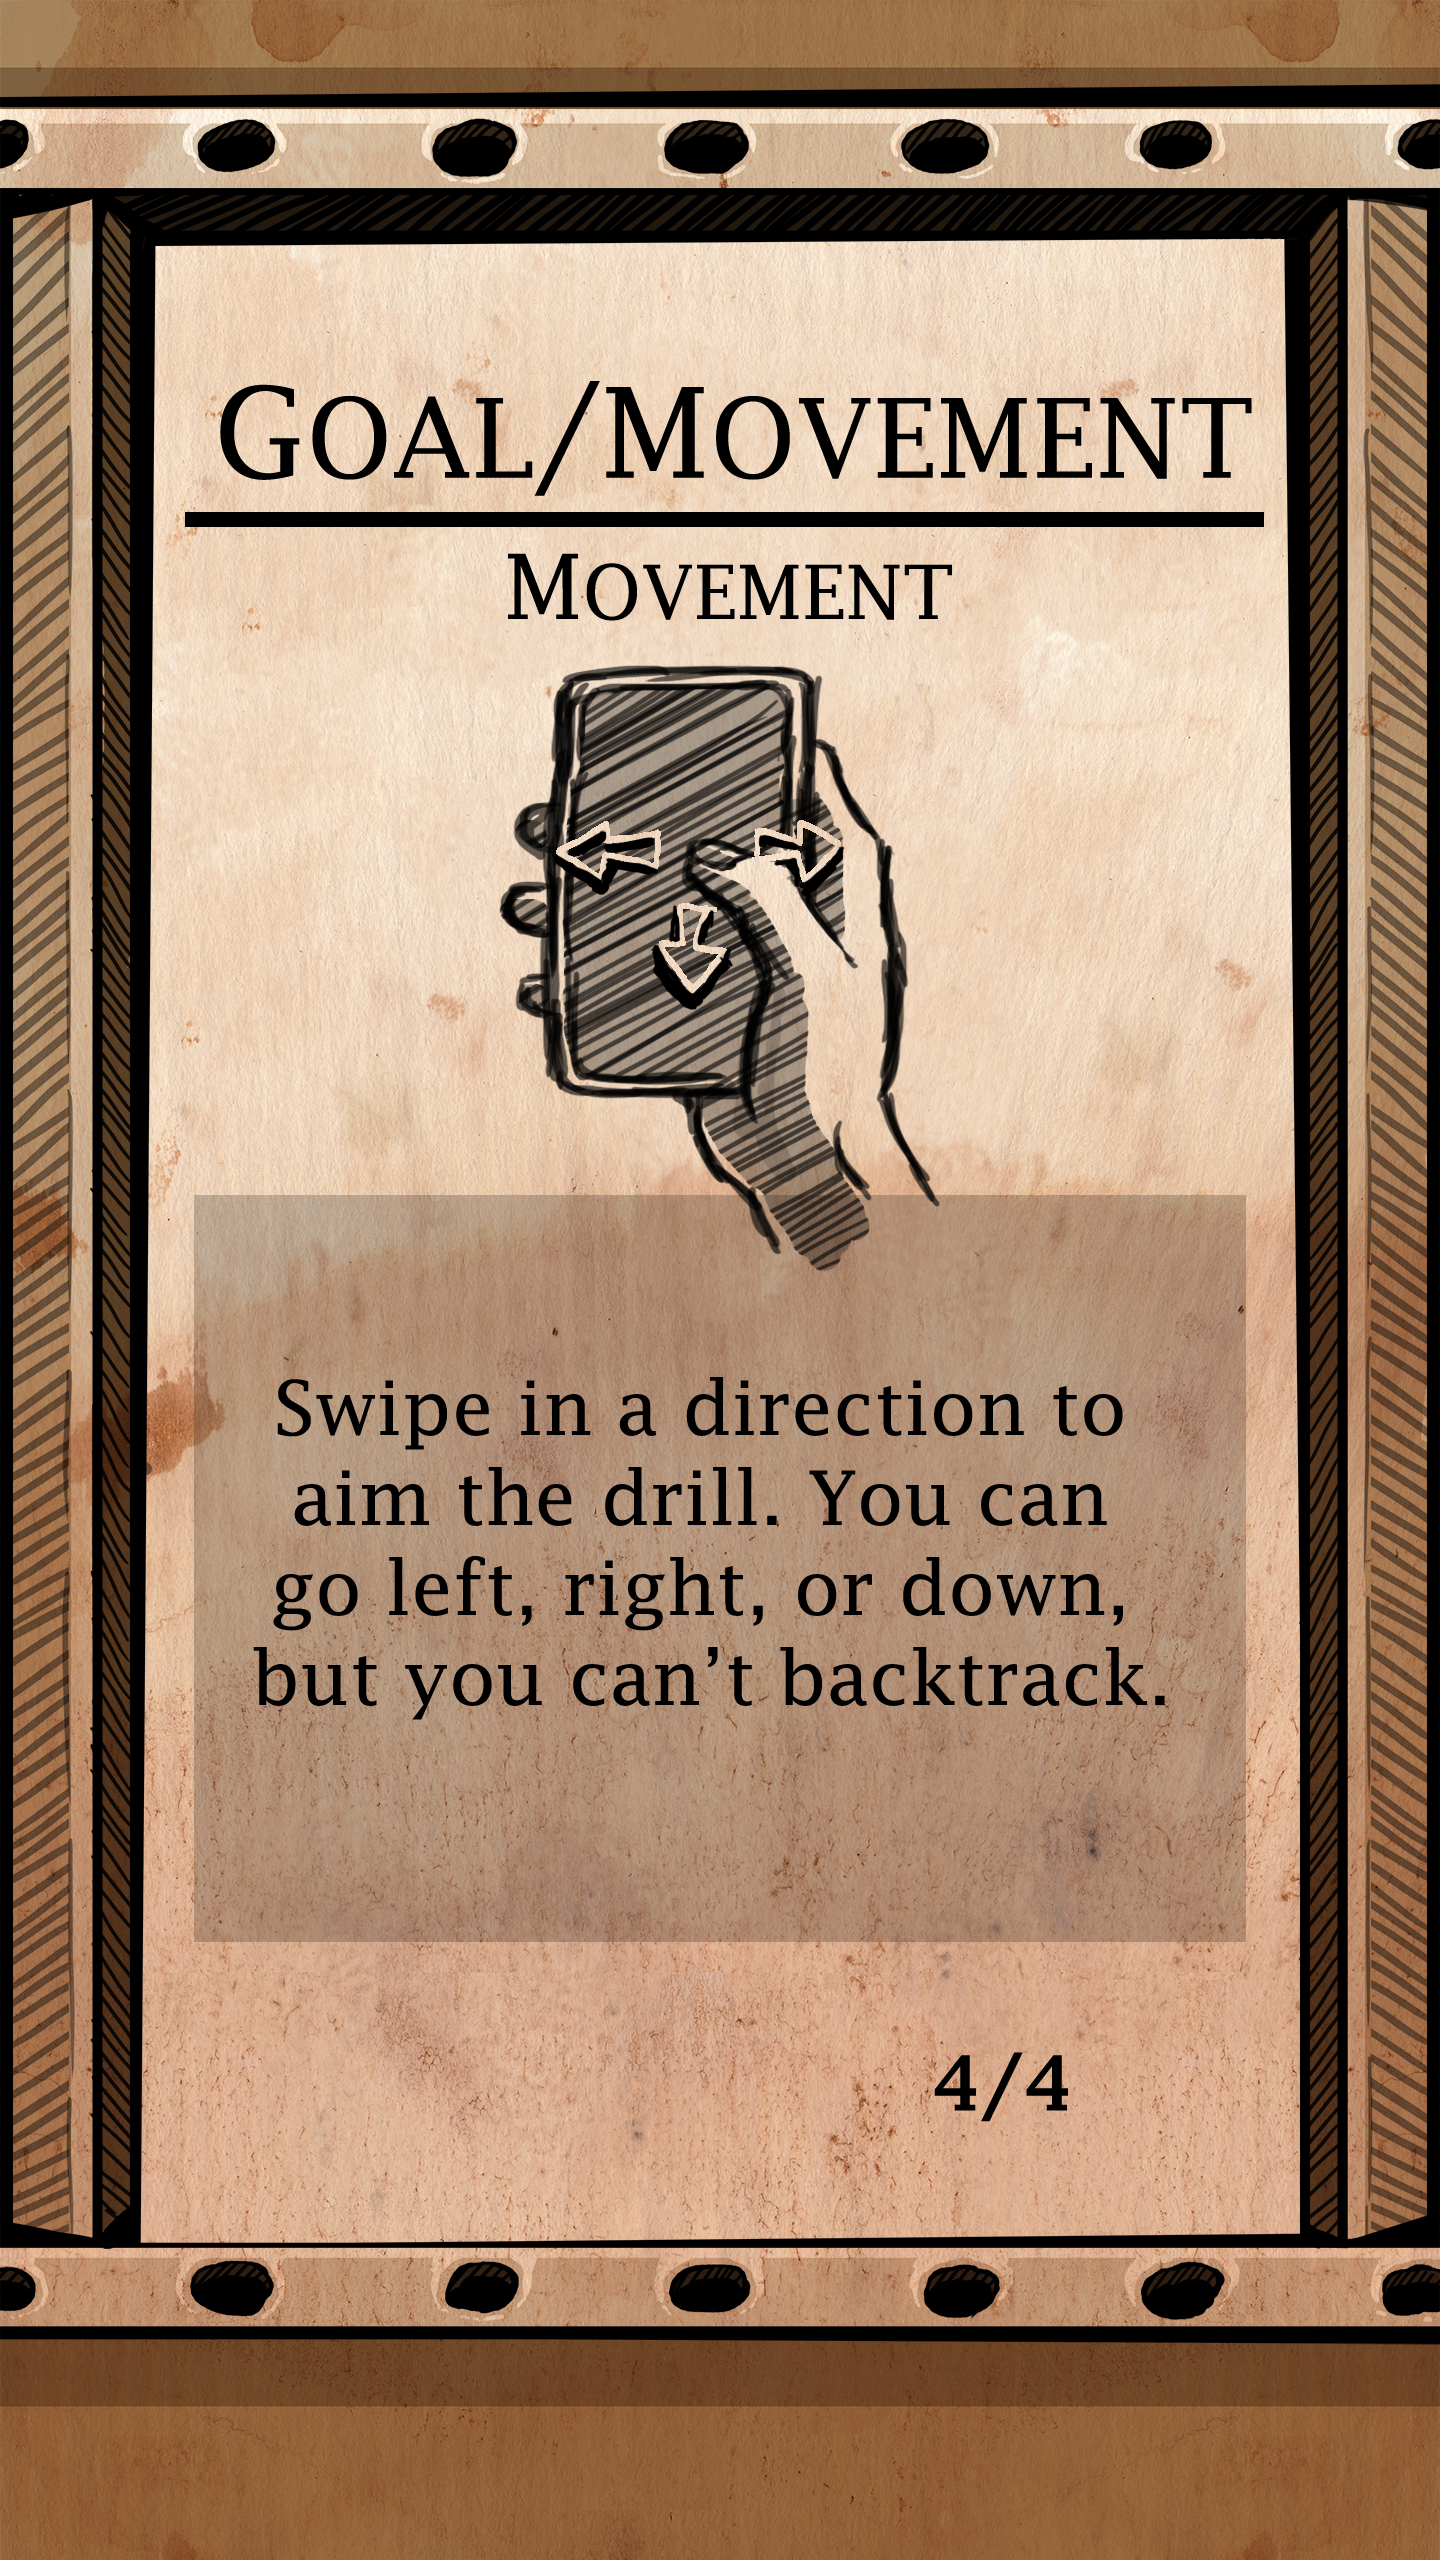 Goal/Movement
Movement
Swipe in a direction to
aim the drill. You can
go left, right, or down,
but you can’t backtrack.
4/4